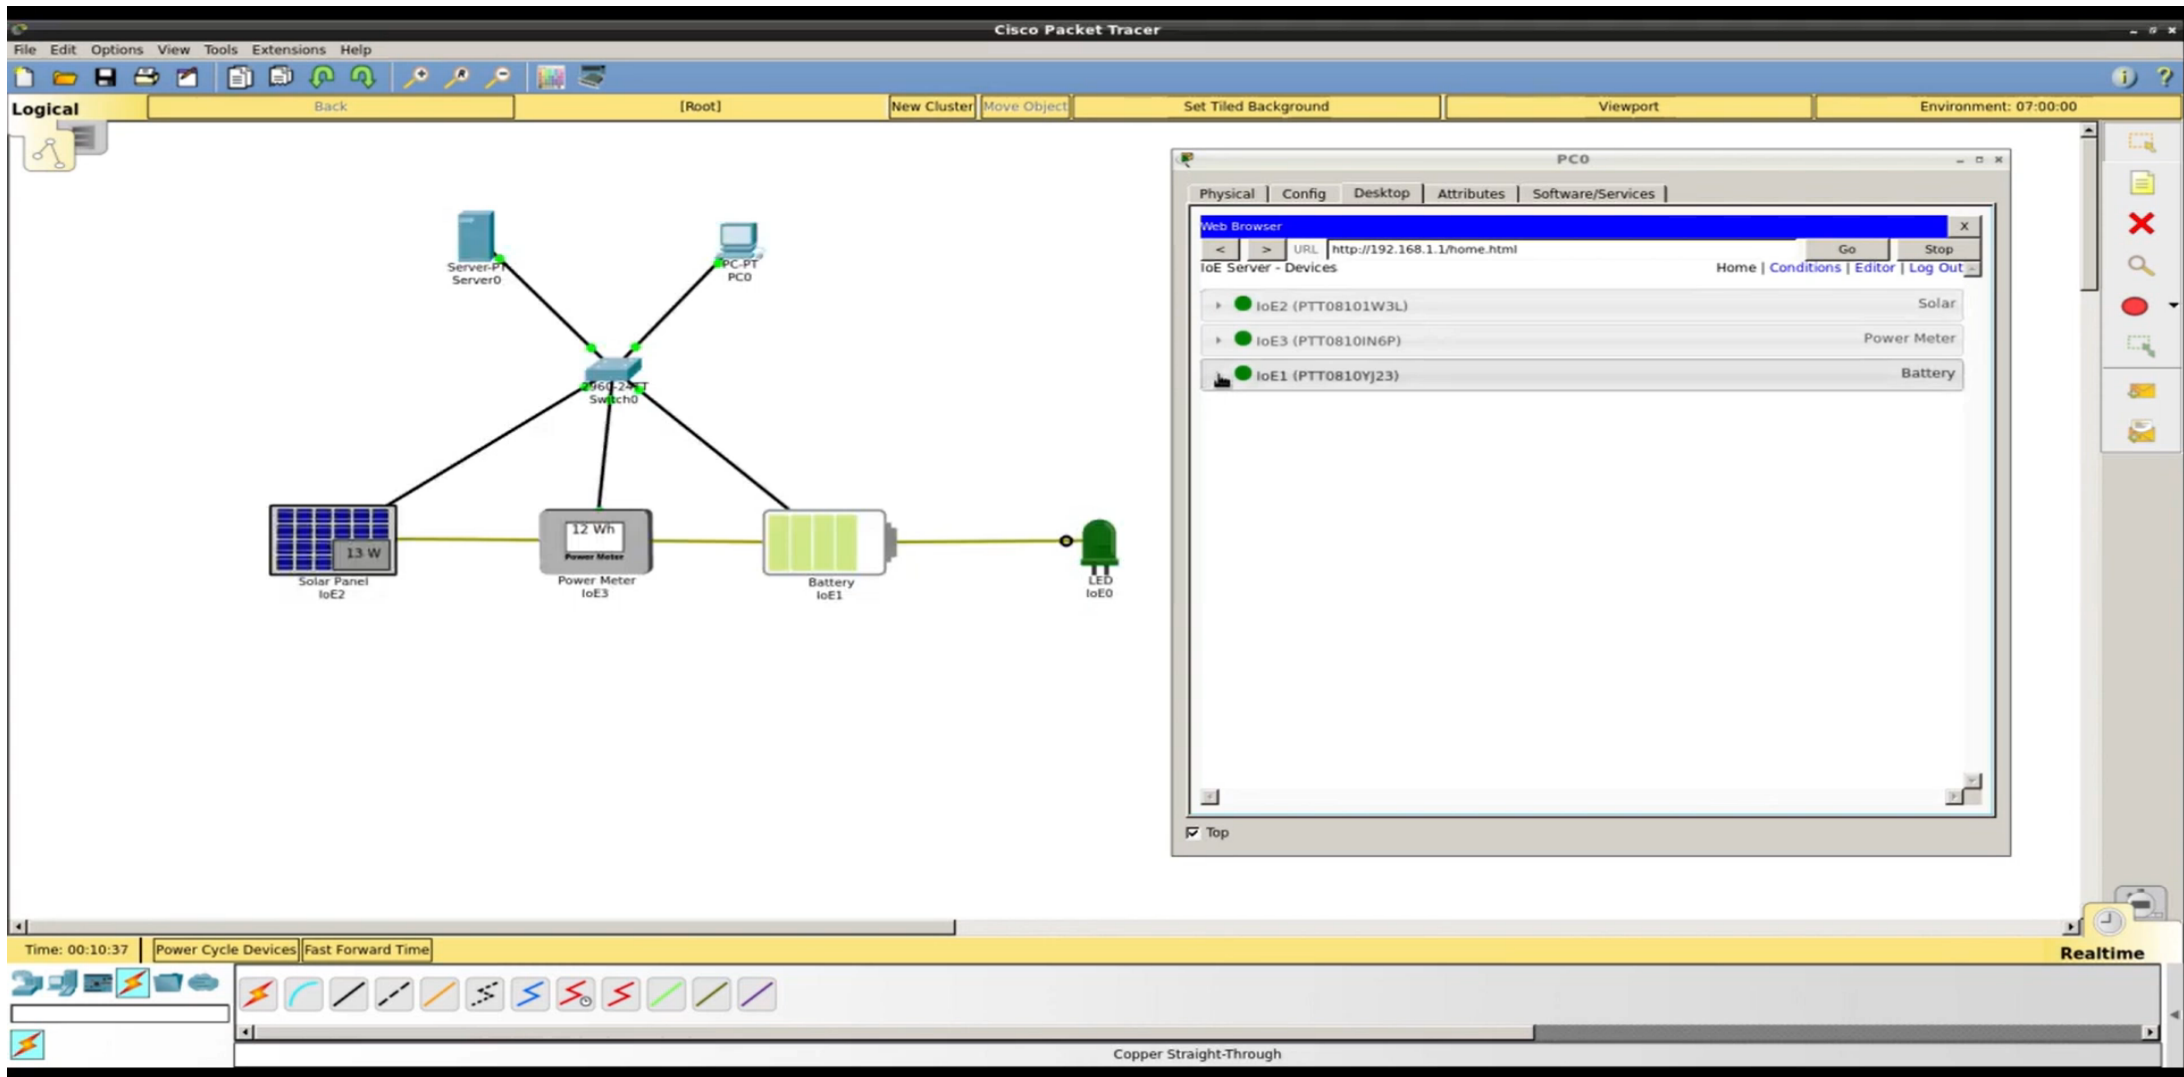 Cisco Packet Tracer
File Edit Options View Tools Extensions Help
Logical Back [Root] New Cluster Move Object Set Tiled Background Viewport Environment: 07:00:00
PC0
Physical Config Desktop Attributes Software/Services
Web Browser X
< > URL http://192.168.1.1/home.html Go Stop
IoE Server - Devices Home | Conditions | Editor | Log Out
IoE2 (PTT08101W3L) Solar
IoE3 (PTT0810IN6P) Power Meter
IoE1 (PTT0810YJ23) Battery
Top
Server-PT
Server0
PC-PT
PC0
2960-24TT
Switch0
13 W
Solar Panel
IoE2
12 Wh
Power Meter
Power Meter
IoE3
Battery
IoE1
LED
IoE0
Time: 00:10:37 Power Cycle Devices Fast Forward Time Realtime
Copper Straight-Through